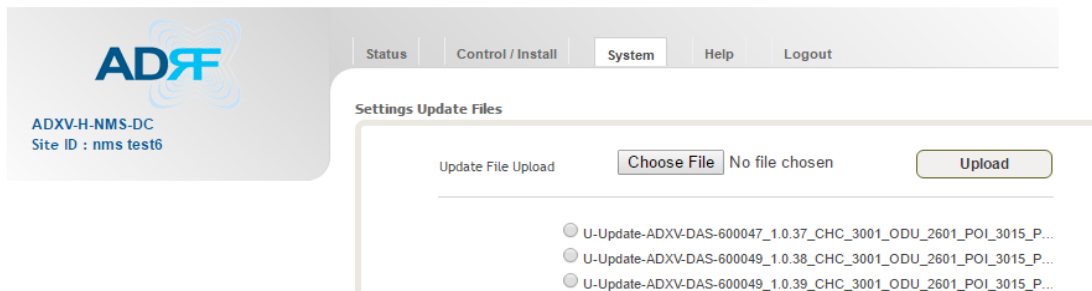 ADRF
Status Control / Install System Help Logout
Settings Update Files
ADXV-H-NMS-DC
Site ID : nms test6
Update File Upload Choose File No file chosen Upload
U-Update-ADXV-DAS-600047_1.0.37_CHC_3001_ODU_2601_POI_3015_P...
U-Update-ADXV-DAS-600049_1.0.38_CHC_3001_ODU_2601_POI_3015_P...
U-Update-ADXV-DAS-600049_1.0.39_CHC_3001_ODU_2601_POI_3015_P...